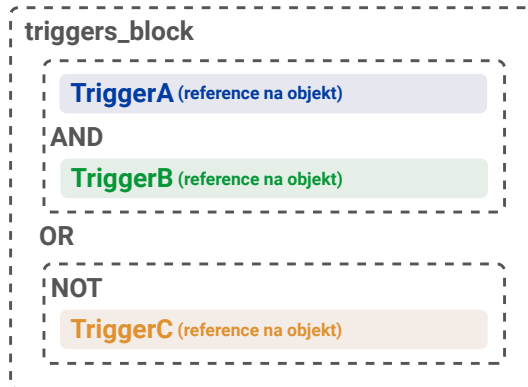 triggers_block
TriggerA (reference na objekt)
AND
TriggerB (reference na objekt)
OR
NOT
TriggerC (reference na objekt)